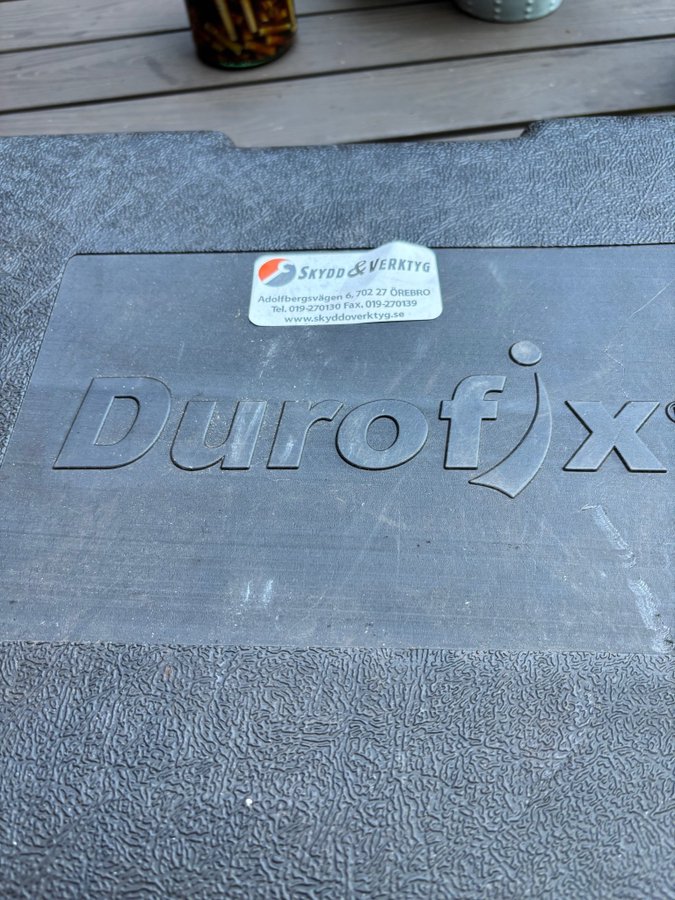 SKYDD & VERKTYG
Adolfbergsvägen 6, 702 27 ÖREBRO
Tel. 019-270130 Fax. 019-270139
www.skyddoverktyg.se
Durofix